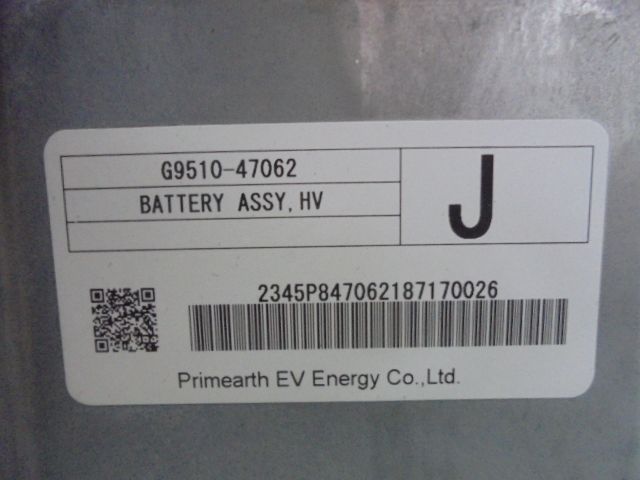 G9510-47062
BATTERY ASSY,HV
J
2345P847062187170026
Primearth EV Energy Co.,Ltd.